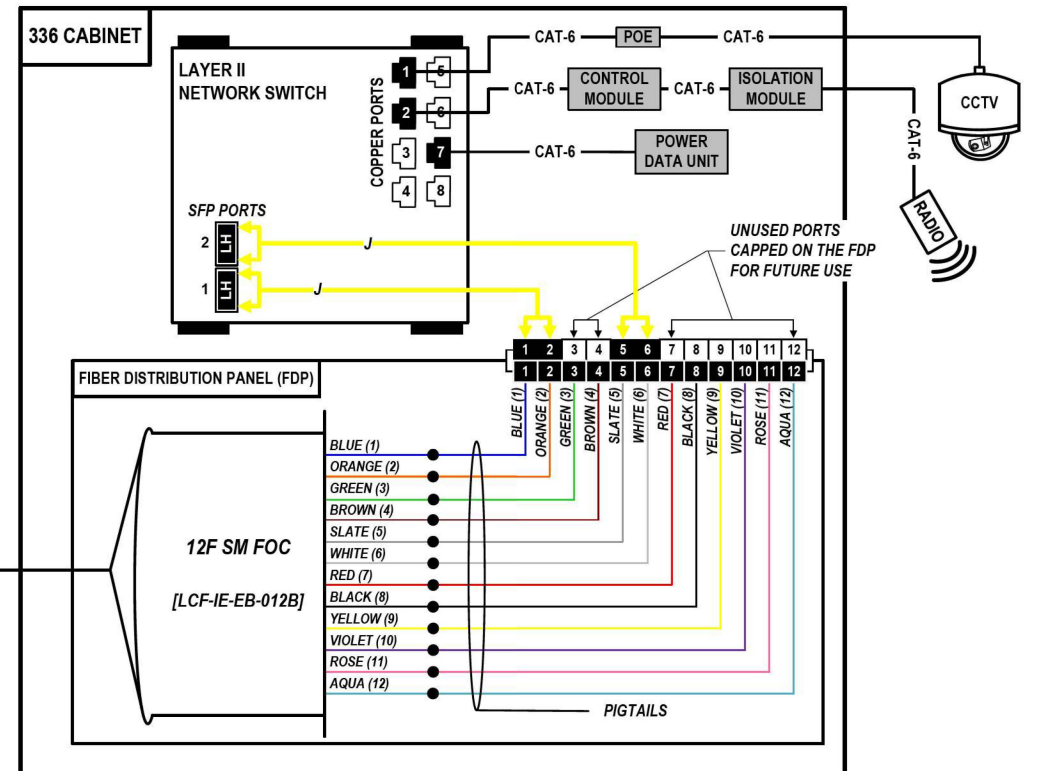 336 CABINET
LAYER II
NETWORK SWITCH
COPPER PORTS
1
5
2
6
3
7
4
8
CAT-6
POE
CAT-6
CAT-6
CONTROL
MODULE
CAT-6
ISOLATION
MODULE
CAT-6
POWER
DATA UNIT
CCTV
CAT-6
RADIO
SFP PORTS
2
LH
1
LH
J
J
UNUSED PORTS
CAPPED ON THE FDP
FOR FUTURE USE
1 2 3 4 5 6 7 8 9 10 11 12
1 2 3 4 5 6 7 8 9 10 11 12
BLUE (1)
ORANGE (2)
GREEN (3)
BROWN (4)
SLATE (5)
WHITE (6)
RED (7)
BLACK (8)
YELLOW (9)
VIOLET (10)
ROSE (11)
AQUA (12)
FIBER DISTRIBUTION PANEL (FDP)
12F SM FOC
[LCF-IE-EB-012B]
BLUE (1)
ORANGE (2)
GREEN (3)
BROWN (4)
SLATE (5)
WHITE (6)
RED (7)
BLACK (8)
YELLOW (9)
VIOLET (10)
ROSE (11)
AQUA (12)
PIGTAILS